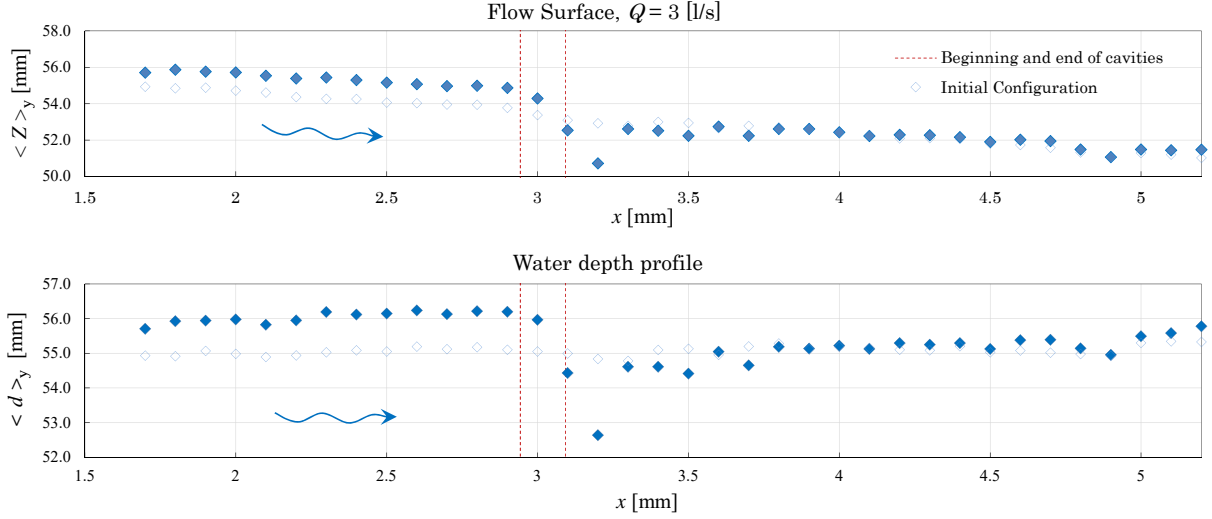 Flow Surface, Q = 3 [l/s]
58.0
56.0
54.0
52.0
50.0
< Z >y [mm]
Beginning and end of cavities
Initial Configuration
1.5 2 2.5 3 3.5 4 4.5 5
x [mm]
Water depth profile
57.0
56.0
55.0
54.0
53.0
52.0
< d >y [mm]
1.5 2 2.5 3 3.5 4 4.5 5
x [mm]